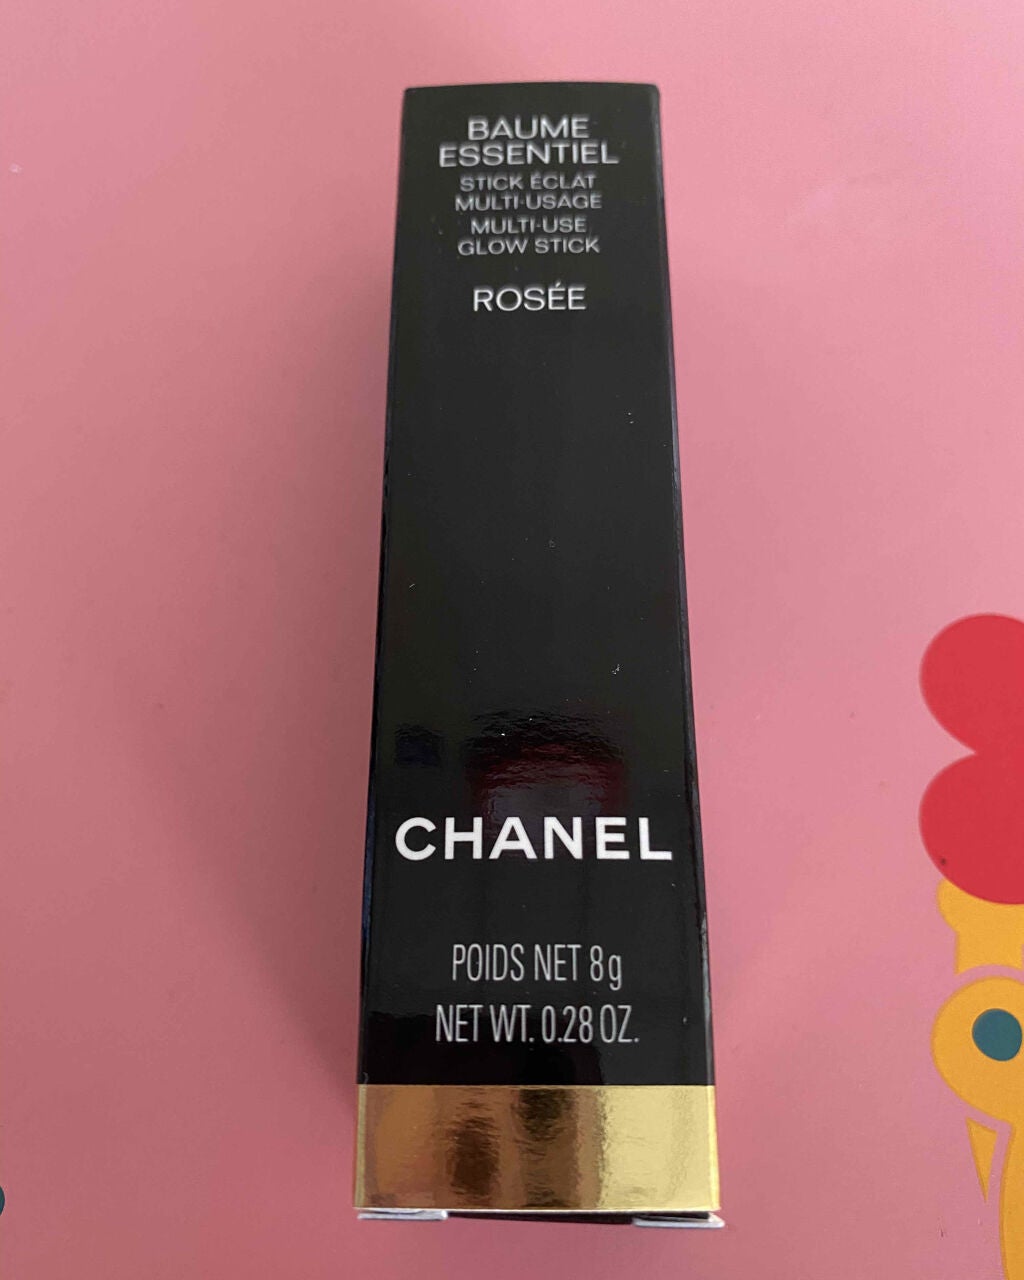 BAUME
ESSENTIEL
STICK ÉCLAT
MULTI-USAGE
MULTI-USE
GLOW STICK
ROSÉE
CHANEL
POIDS NET 8g
NET WT. 0.28 OZ.